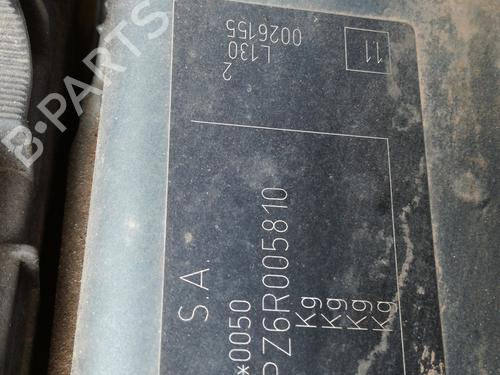 B-PARTS
S.A.
*0050
PZ6R005810
Kg
Kg
Kg
Kg
2
L130
0026155
11